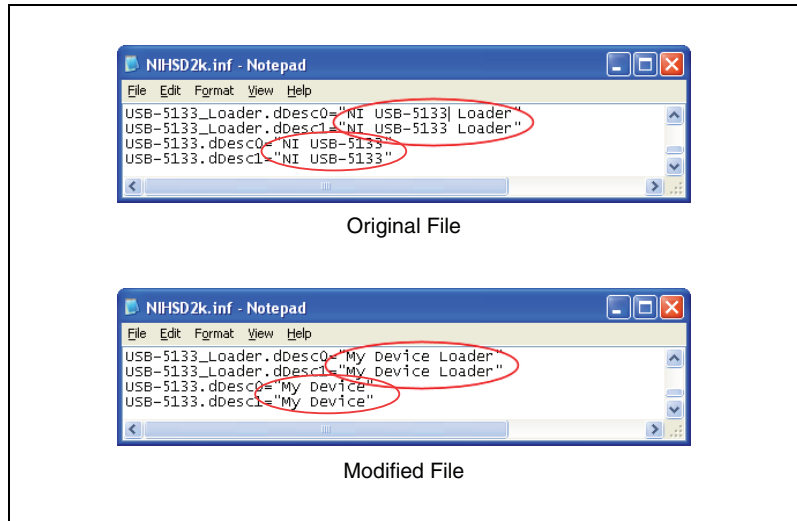 NIHSD2k.inf - Notepad
File Edit Format View Help
USB-5133_Loader.dDesc0="NI USB-5133 Loader"
USB-5133_Loader.dDesc1="NI USB-5133 Loader"
USB-5133.dDesc0="NI USB-5133"
USB-5133.dDesc1="NI USB-5133"
Original File
NIHSD2k.inf - Notepad
File Edit Format View Help
USB-5133_Loader.dDesc0="My Device Loader"
USB-5133_Loader.dDesc1="My Device Loader"
USB-5133.dDesc0="My Device"
USB-5133.dDesc1="My Device"
Modified File